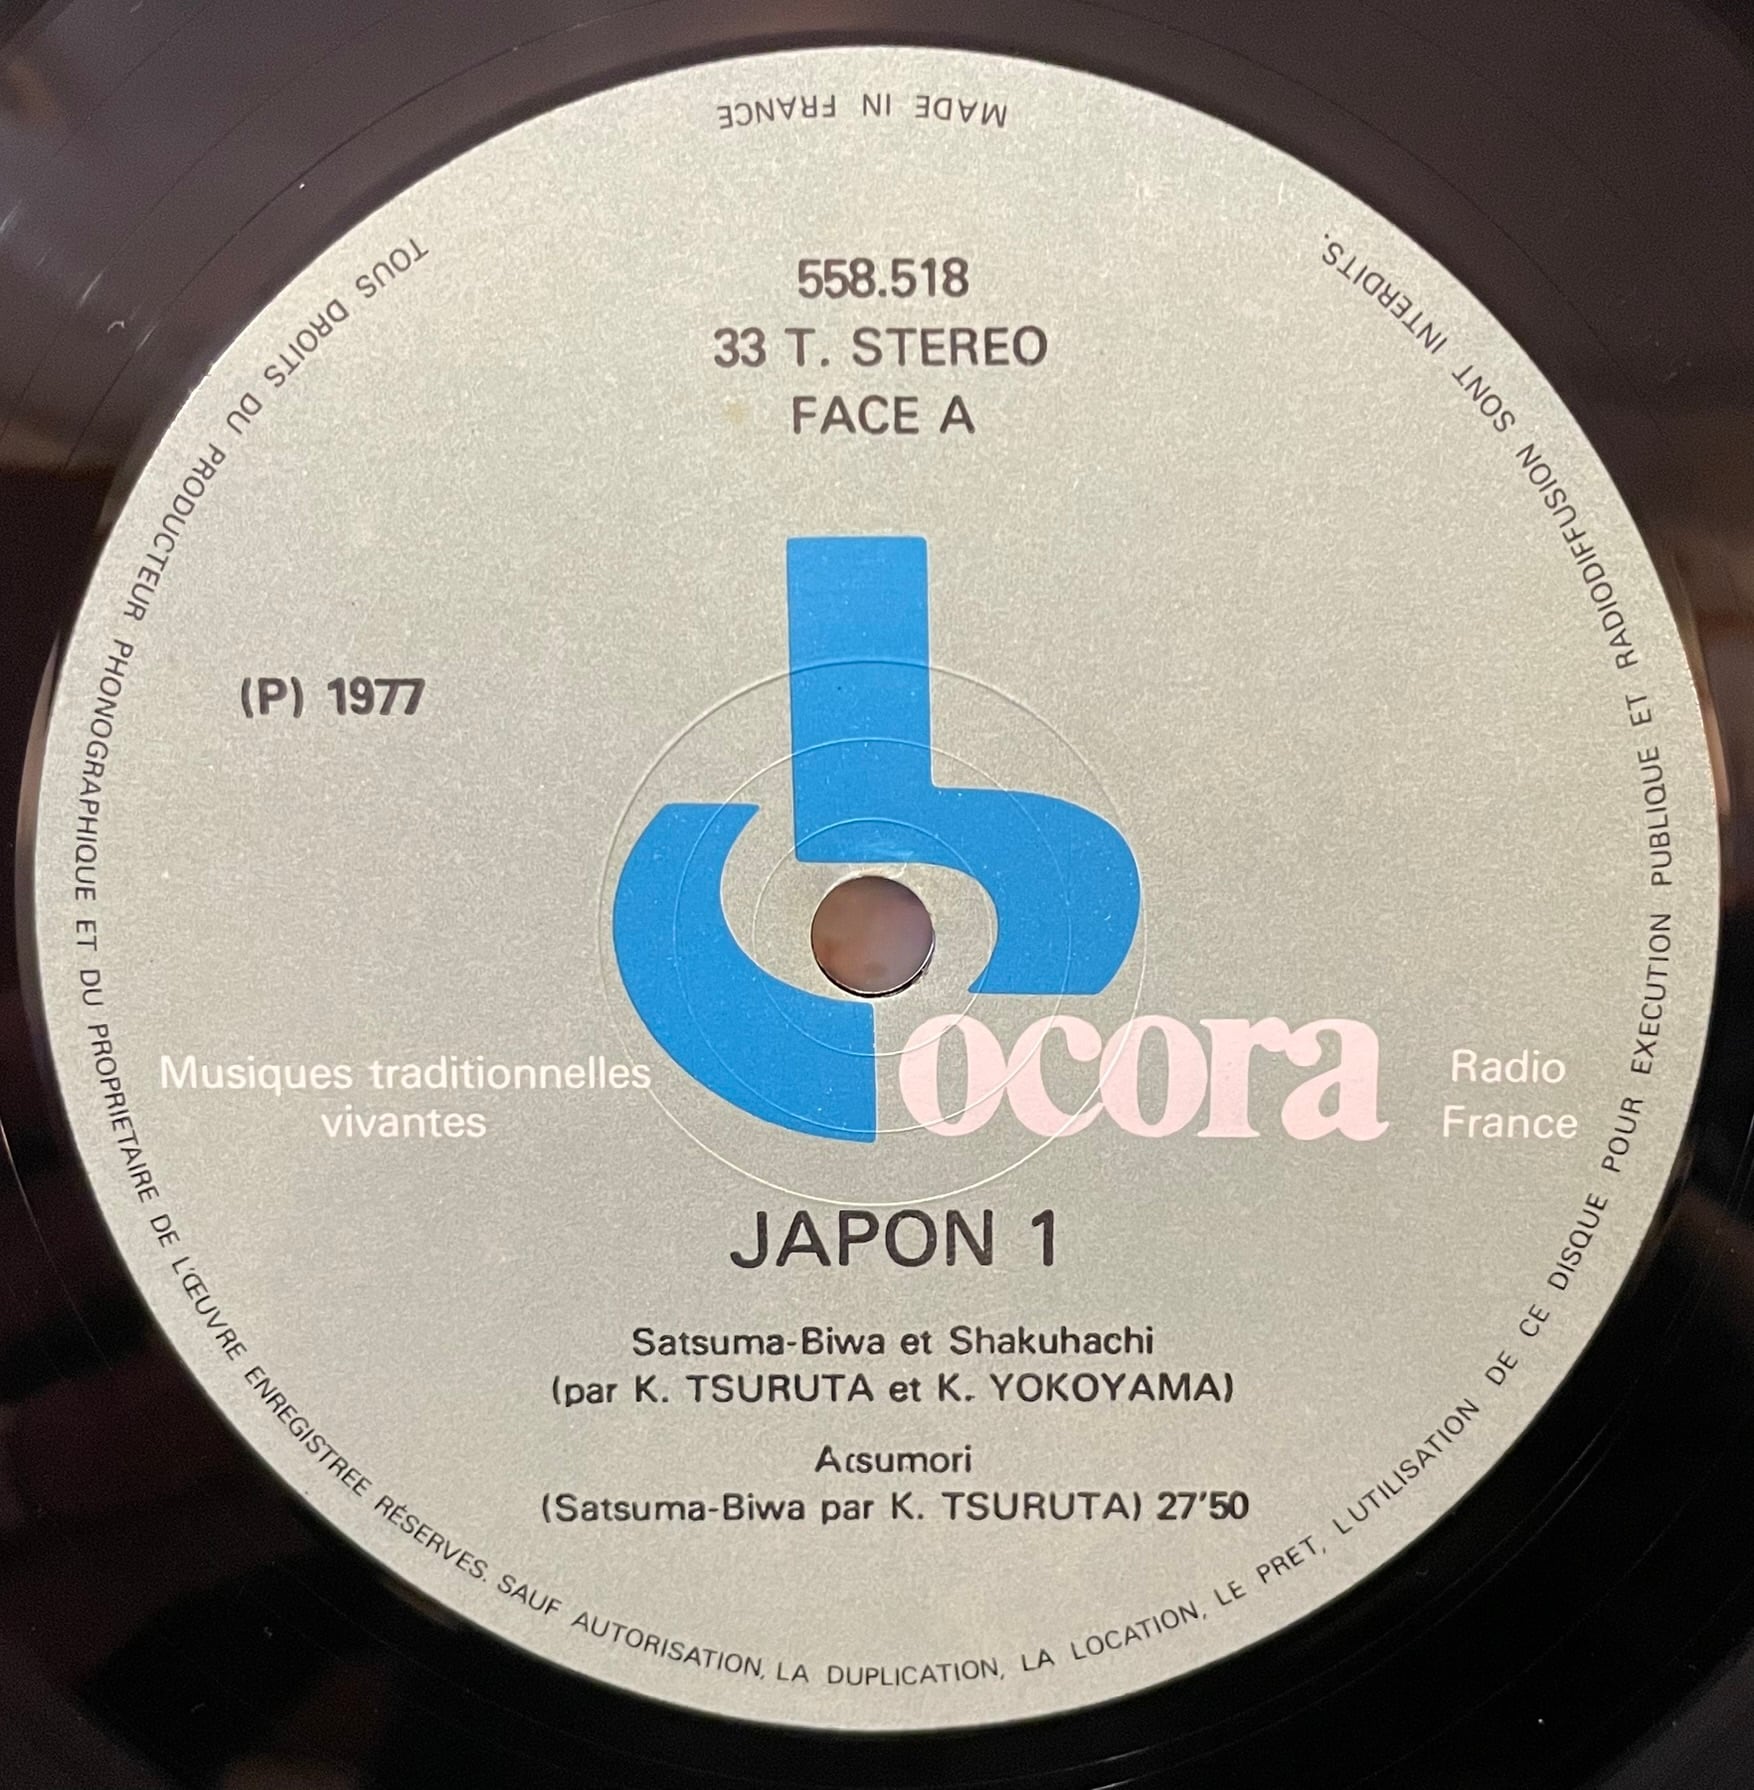 MADE IN FRANCE
558.518
33 T. STEREO
FACE A
(P) 1977
Musiques traditionnelles
vivantes
ocora
Radio
France
JAPON 1
Satsuma-Biwa et Shakuhachi
(par K. TSURUTA et K. YOKOYAMA)
Atsumori
(Satsuma-Biwa par K. TSURUTA) 27'50
TOUS DROITS DU PRODUCTEUR PHONOGRAPHIQUE ET DU PROPRIETAIRE DE L'ŒUVRE ENREGISTREE RÉSERVES. SAUF AUTORISATION, LA DUPLICATION, LA LOCATION, LE PRET, L'UTILISATION DE CE DISQUE POUR EXECUTION PUBLIQUE ET RADIODIFFUSION SONT INTERDITS.